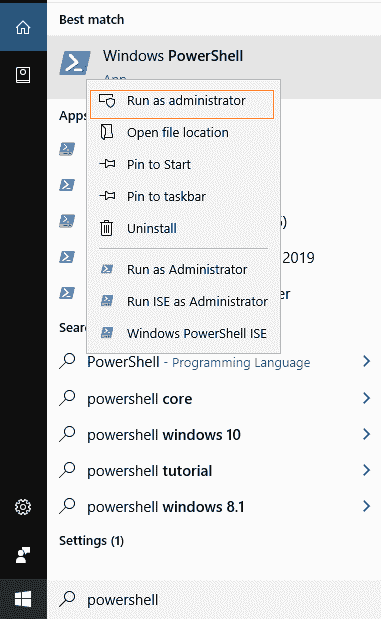 Best match
Windows PowerShell
App
Run as administrator
Apps
Open file location
Pin to Start
Pin to taskbar
Uninstall
Run as Administrator
2019
Run ISE as Administrator
Windows PowerShell ISE
PowerShell - Programming Language
powershell core
powershell windows 10
powershell tutorial
powershell windows 8.1
Settings (1)
powershell